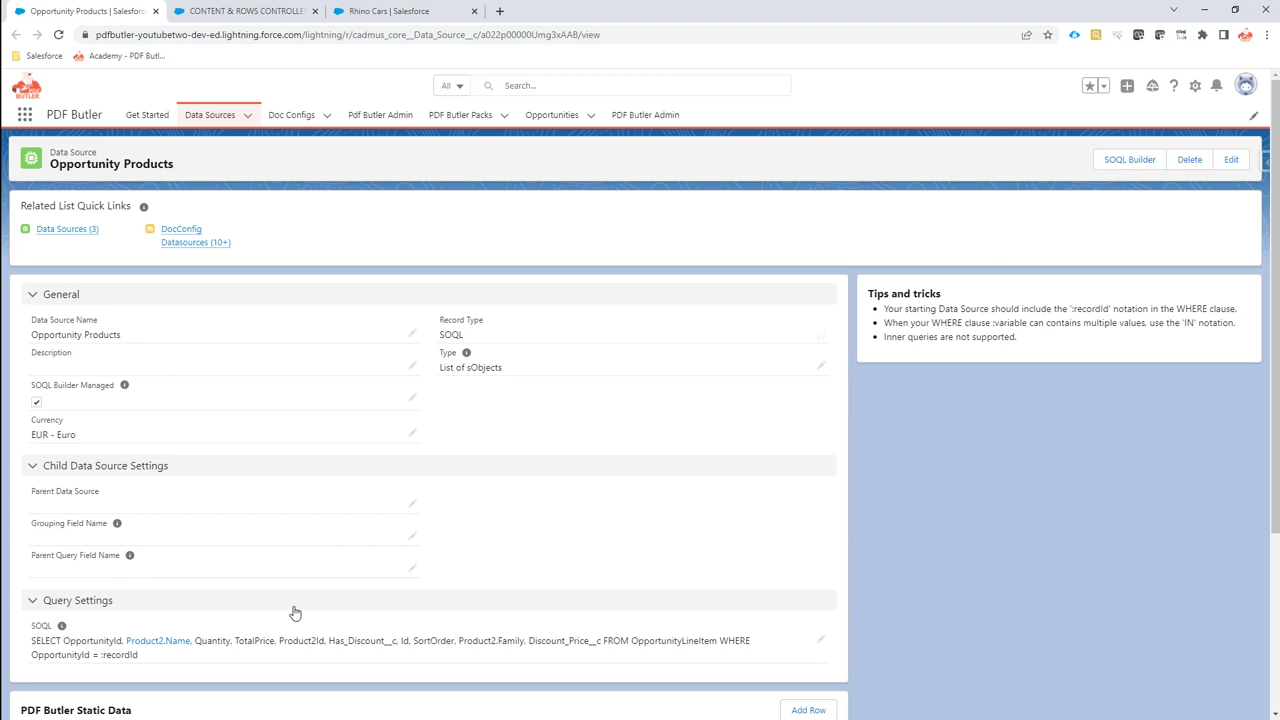 Opportunity Products | Salesforce
CONTENT & ROWS CONTROLLE
Rhino Cars | Salesforce
pdfbutler-youtubetwo-dev-ed.lightning.force.com/lightning/r/cadmus_core__Data_Source__c/a022p00000Umg3xAAB/view
Salesforce
Academy - PDF Butl...
PDF BUTLER
All
Search...
PDF Butler
Get Started
Data Sources
Doc Configs
Pdf Butler Admin
PDF Butler Packs
Opportunities
PDF Butler Admin
Data Source
Opportunity Products
SOQL Builder
Delete
Edit
Related List Quick Links
Data Sources (3)
DocConfig
Datasources (10+)
General
Data Source Name
Opportunity Products
Record Type
SOQL
Description
Type
List of sObjects
SOQL Builder Managed
Currency
EUR - Euro
Child Data Source Settings
Parent Data Source
Grouping Field Name
Parent Query Field Name
Query Settings
SOQL
SELECT OpportunityId, Product2.Name, Quantity, TotalPrice, Product2Id, Has_Discount__c, Id, SortOrder, Product2.Family, Discount_Price__c FROM OpportunityLineItem WHERE
OpportunityId = :recordId
PDF Butler Static Data
Add Row
Tips and tricks
Your starting Data Source should include the ':recordId' notation in the WHERE clause.
When your WHERE clause :variable can contains multiple values, use the 'IN' notation.
Inner queries are not supported.